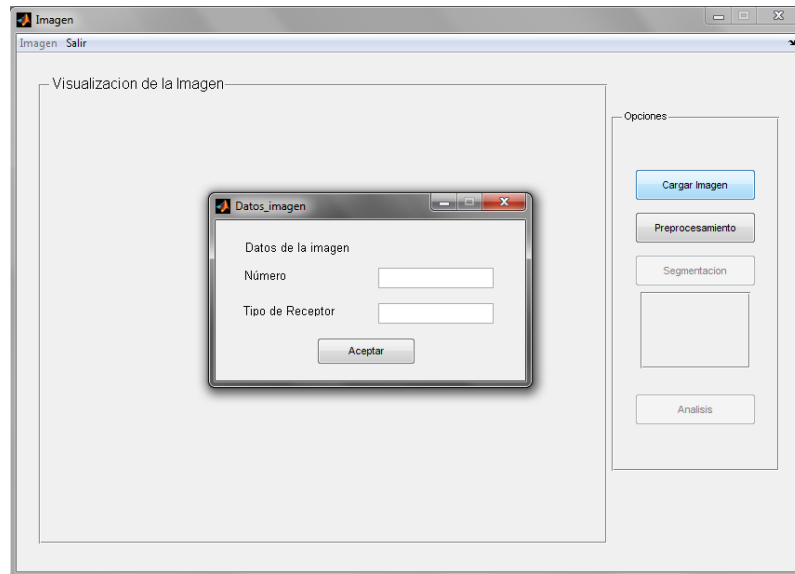 Imagen
Imagen Salir
Visualizacion de la Imagen
Opciones
Cargar Imagen
Preprocesamiento
Segmentacion
Analisis
Datos_imagen
Datos de la imagen
Número
Tipo de Receptor
Aceptar